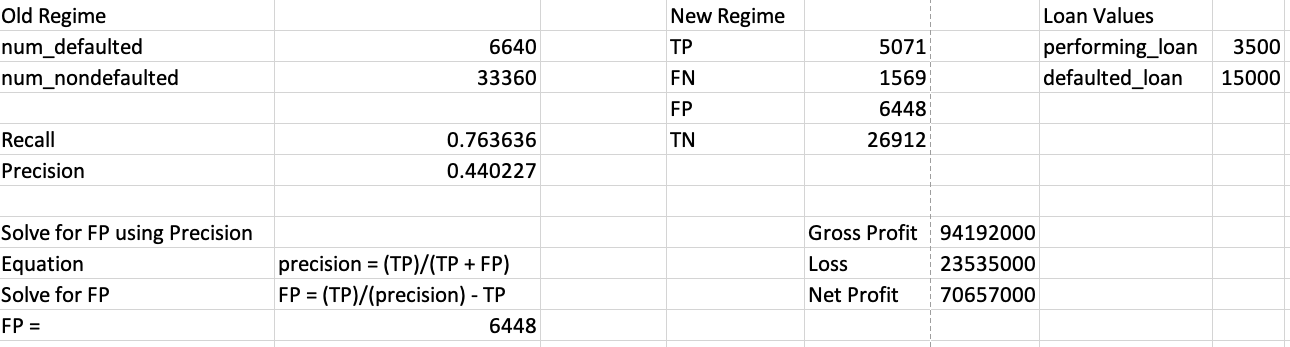 Old Regime New Regime Loan Values
num_defaulted 6640 TP 5071 performing_loan 3500
num_nondefaulted 33360 FN 1569 defaulted_loan 15000
FP 6448
Recall 0.763636 TN 26912
Precision 0.440227
Solve for FP using Precision Gross Profit 94192000
Equation precision = (TP)/(TP + FP) Loss 23535000
Solve for FP FP = (TP)/(precision) - TP Net Profit 70657000
FP = 6448